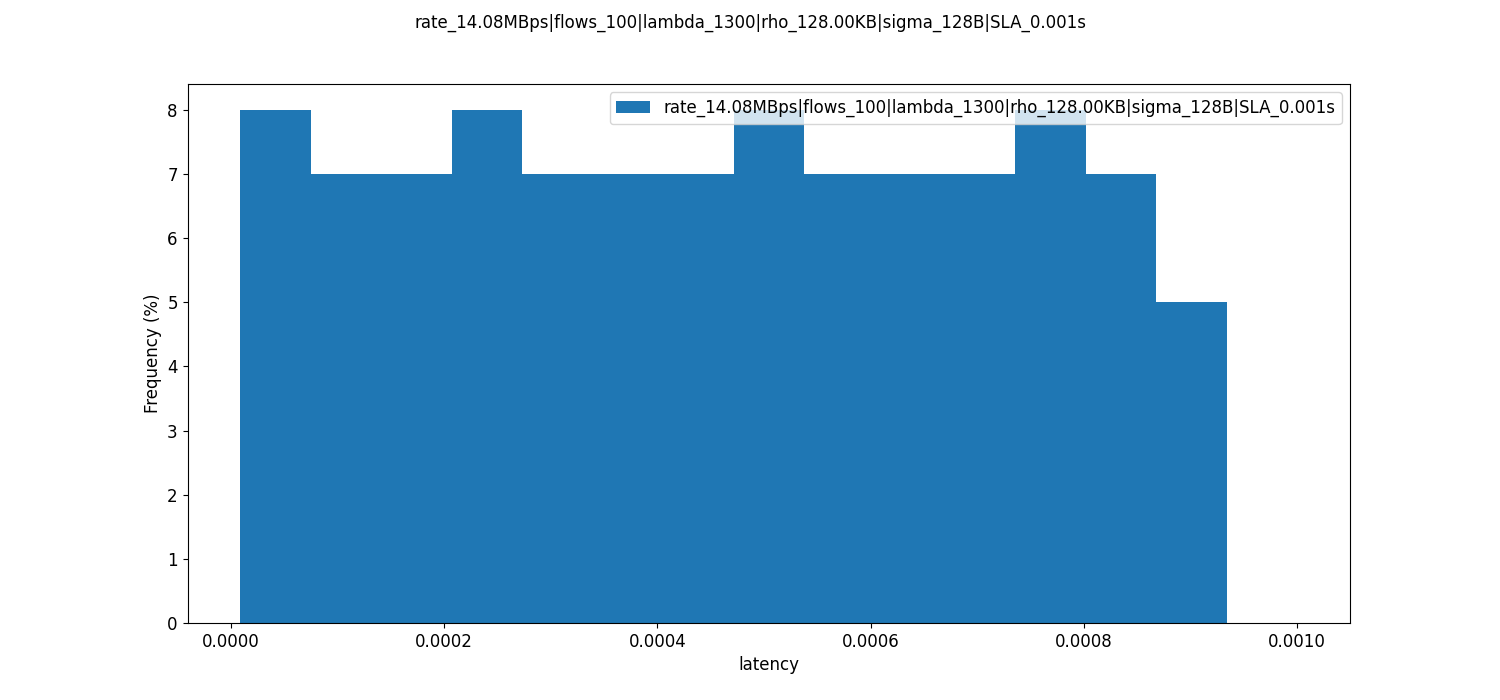 rate_14.08MBps|flows_100|lambda_1300|rho_128.00KB|sigma_128B|SLA_0.001s
rate_14.08MBps|flows_100|lambda_1300|rho_128.00KB|sigma_128B|SLA_0.001s
8
7
6
5
4
3
2
1
0
Frequency (%)
0.0000 0.0002 0.0004 0.0006 0.0008 0.0010
latency